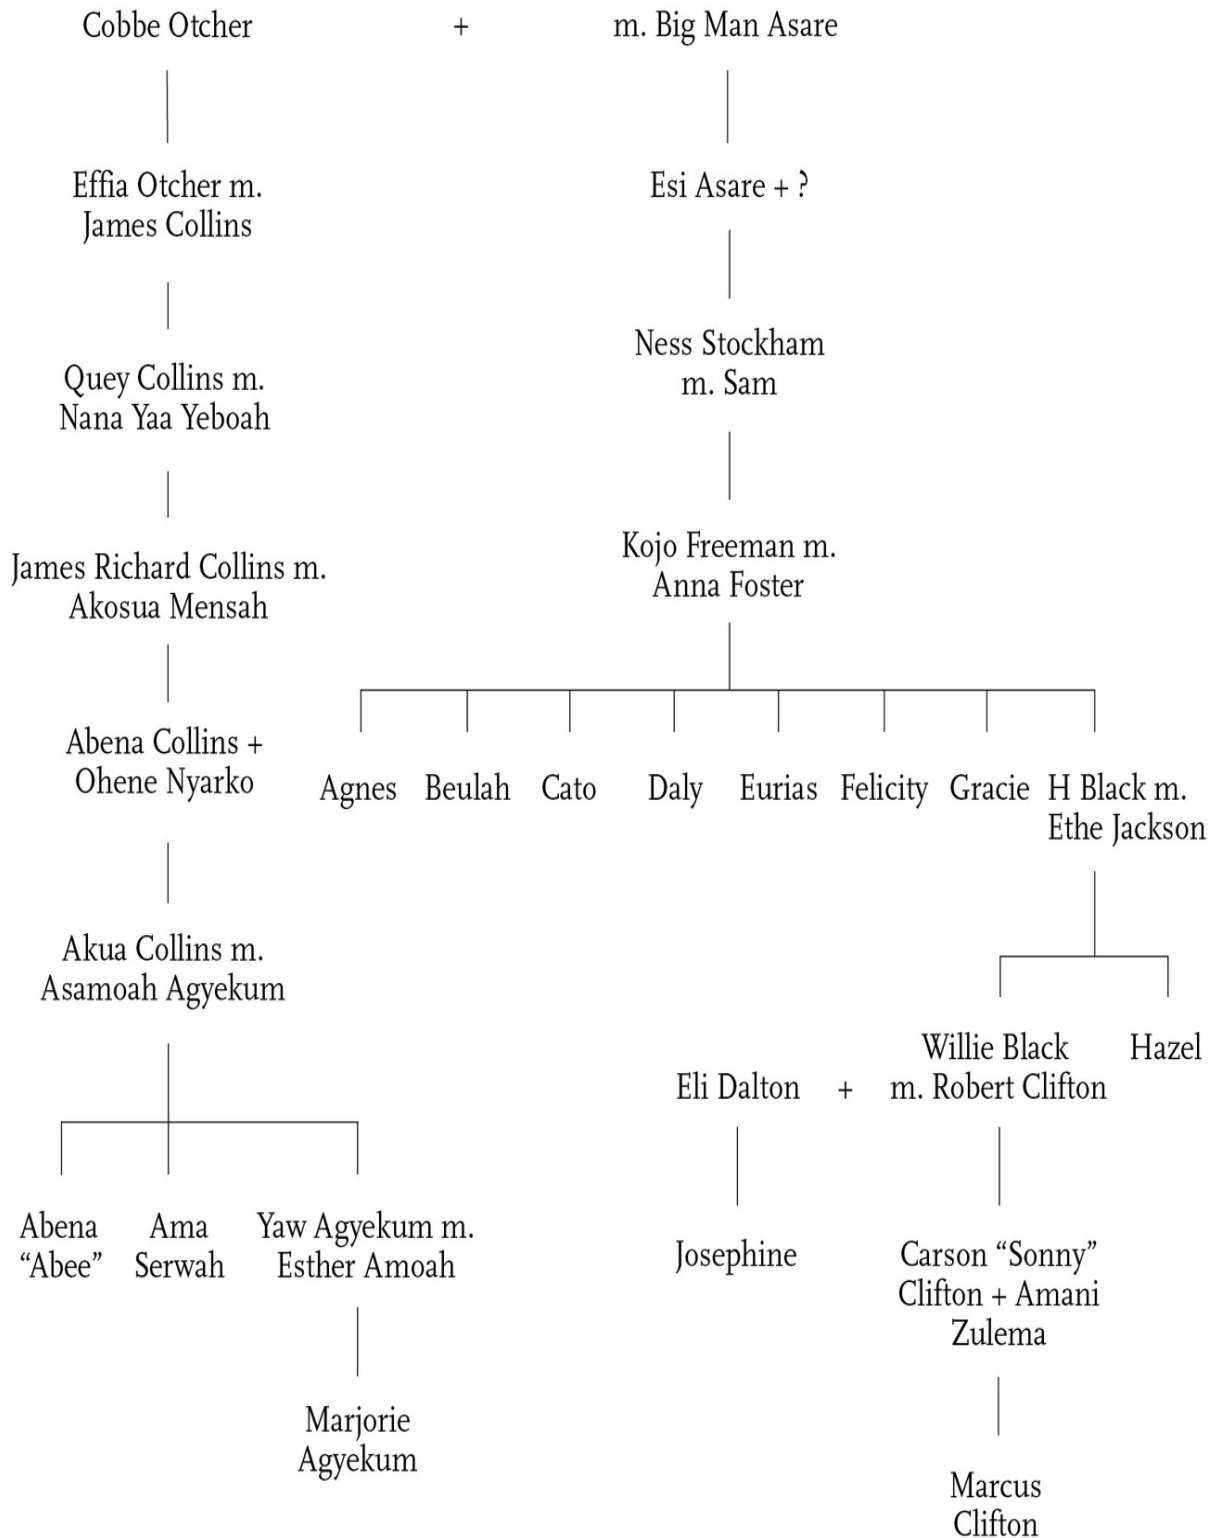 Cobbe Otcher + m. Big Man Asare
Effia Otcher m.
James Collins
Esi Asare + ?
Quey Collins m.
Nana Yaa Yeboah
Ness Stockham
m. Sam
James Richard Collins m.
Akosua Mensah
Kojo Freeman m.
Anna Foster
Abena Collins +
Ohene Nyarko
Agnes Beulah Cato Daly Eurias Felicity Gracie H Black m.
Ethe Jackson
Akua Collins m.
Asamoah Agyekum
Willie Black Hazel
Eli Dalton + m. Robert Clifton
Abena
“Abee”
Ama
Serwah
Yaw Agyekum m.
Esther Amoah
Josephine
Carson “Sonny”
Clifton + Amani
Zulema
Marjorie
Agyekum
Marcus
Clifton